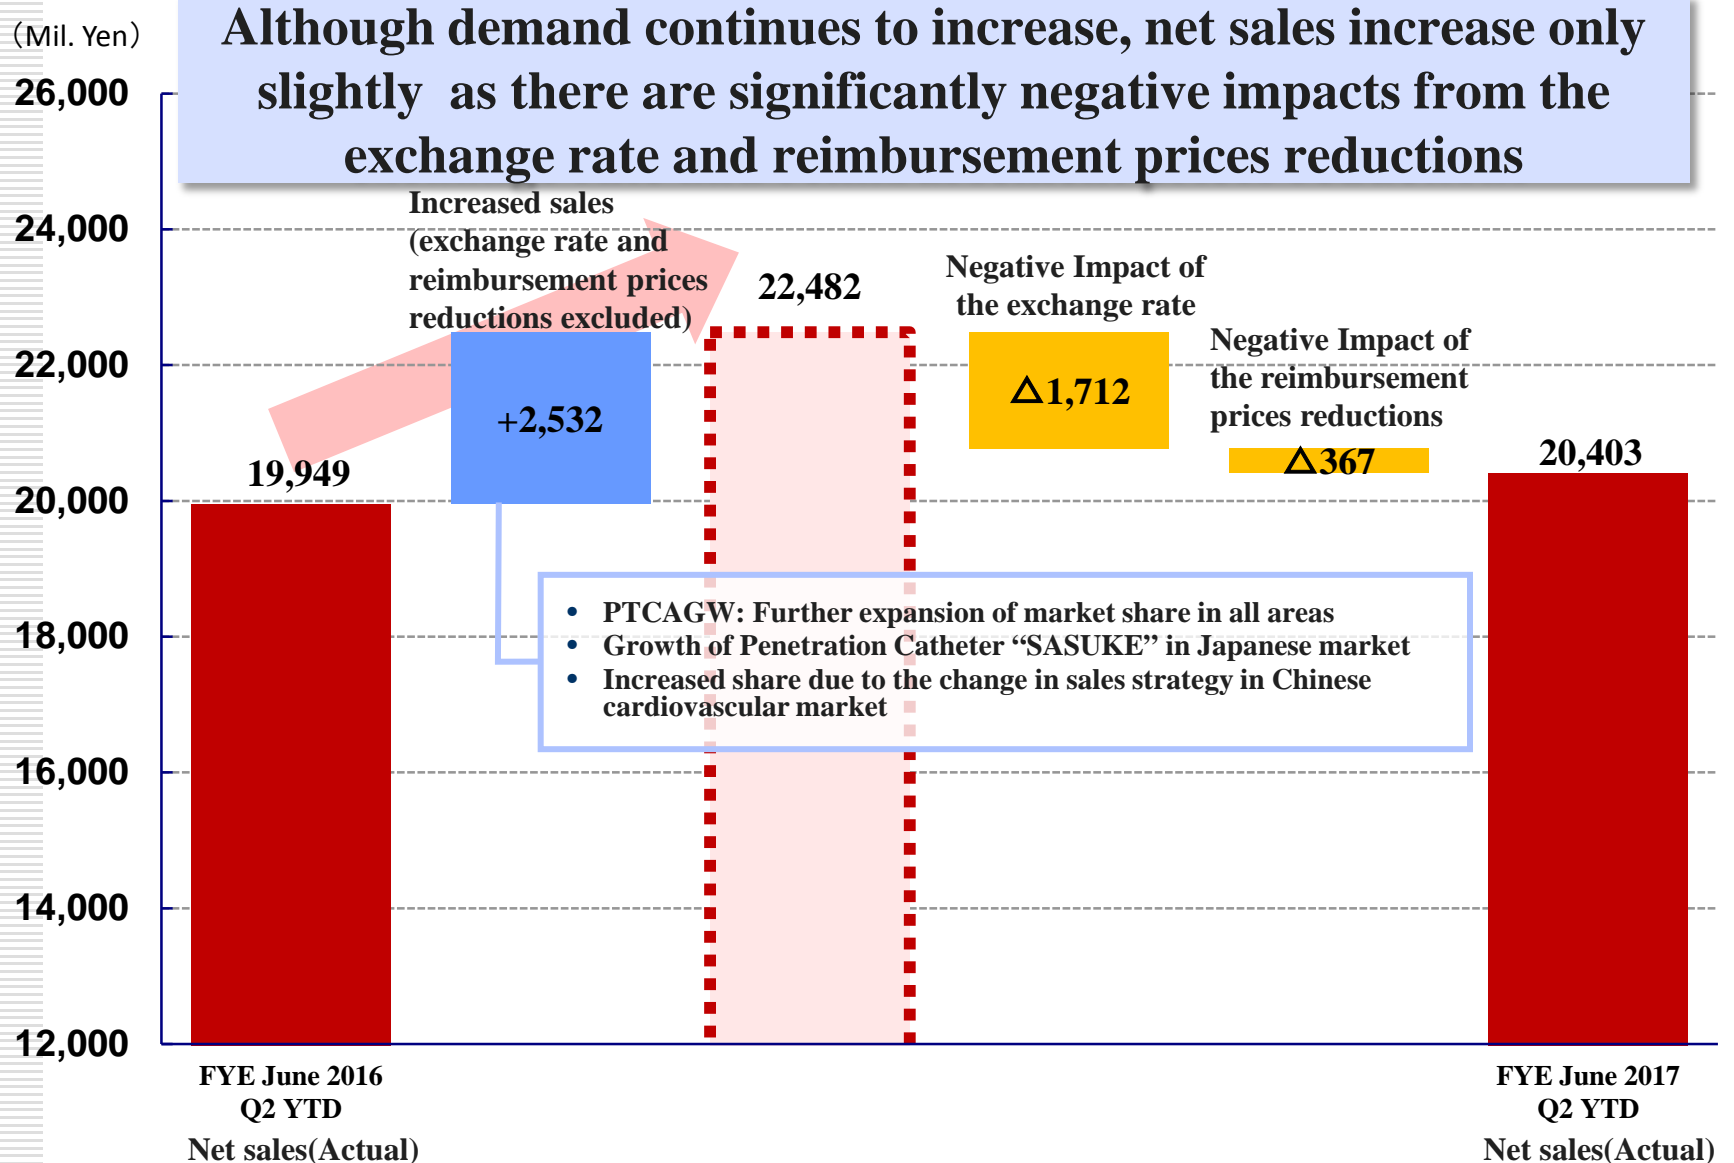 （Mil. Yen）
Although demand continues to increase, net sales increase only
slightly as there are significantly negative impacts from the
exchange rate and reimbursement prices reductions
26,000
24,000
22,000
20,000
18,000
16,000
14,000
12,000
Increased sales
(exchange rate and
reimbursement prices
reductions excluded)
22,482
Negative Impact of
the exchange rate
Negative Impact of
the reimbursement
prices reductions
19,949
+2,532
△1,712
△367
20,403
• PTCAGW: Further expansion of market share in all areas
• Growth of Penetration Catheter “SASUKE” in Japanese market
• Increased share due to the change in sales strategy in Chinese
cardiovascular market
FYE June 2016
Q2 YTD
Net sales(Actual)
FYE June 2017
Q2 YTD
Net sales(Actual)